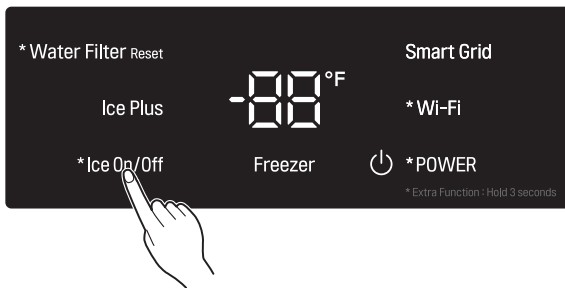 * Water Filter Reset
Ice Plus
* Ice On/Off
-88 °F
Freezer
Smart Grid
* Wi-Fi
* POWER
* Extra Function : Hold 3 seconds